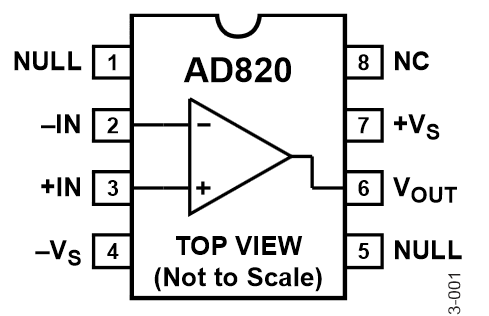 NULL 1 AD820 8 NC
–IN 2 – 7 +VS
+IN 3 + 6 VOUT
–VS 4 TOP VIEW 5 NULL
(Not to Scale)
3-001